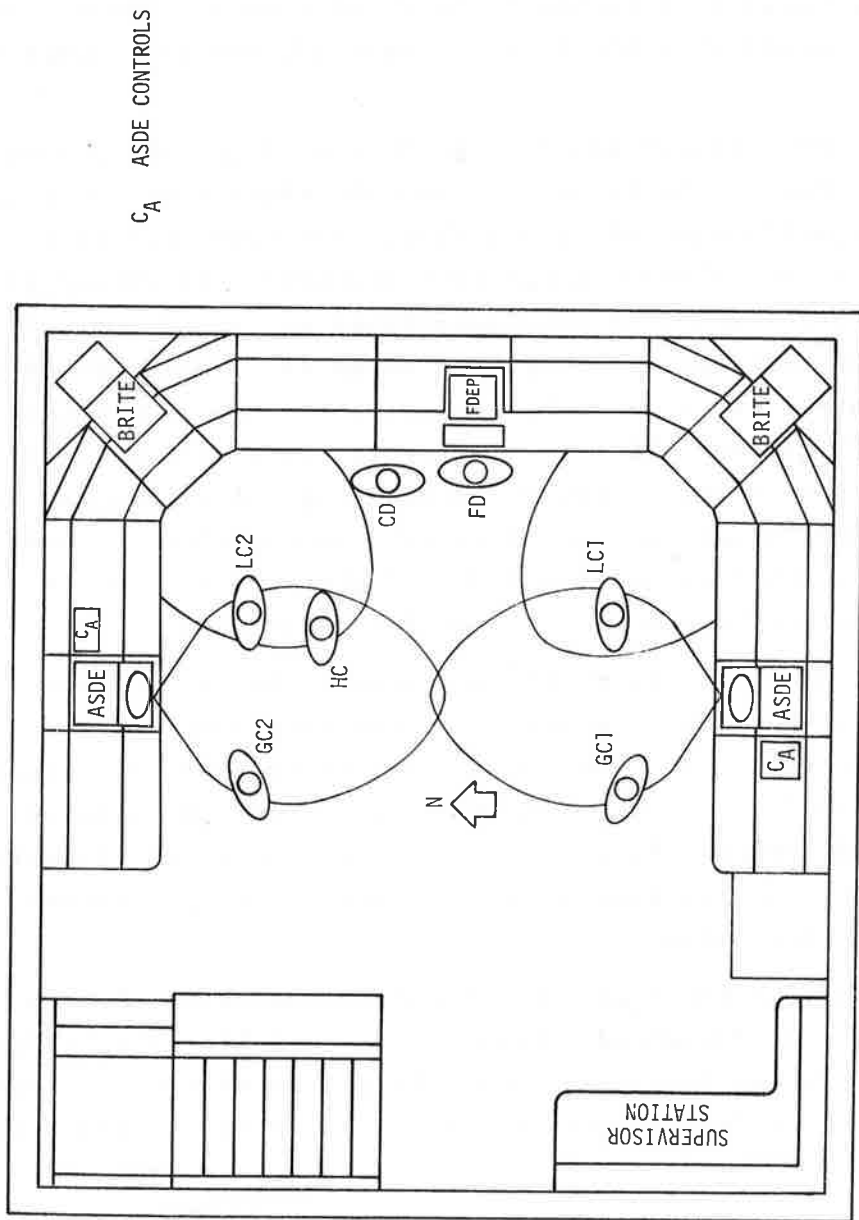 C_A ASDE CONTROLS
BRITE
FDEP
BRITE
CD
FD
LC2
HC
LC1
C_A
ASDE
ASDE
C_A
GC2
GC1
N
SUPERVISOR
STATION